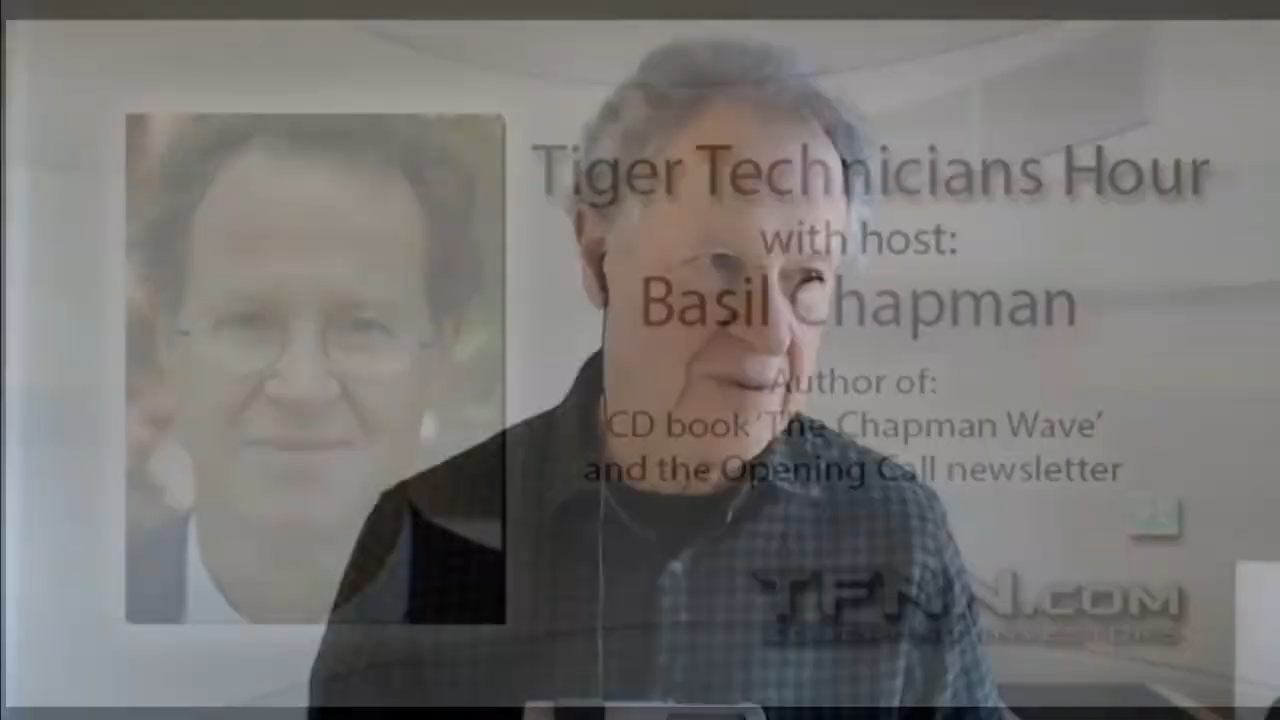 Tiger Technicians Hour
with host:
Basil Chapman
Author of:
CD book 'The Chapman Wave'
and the Opening Call newsletter
TFNN.COM